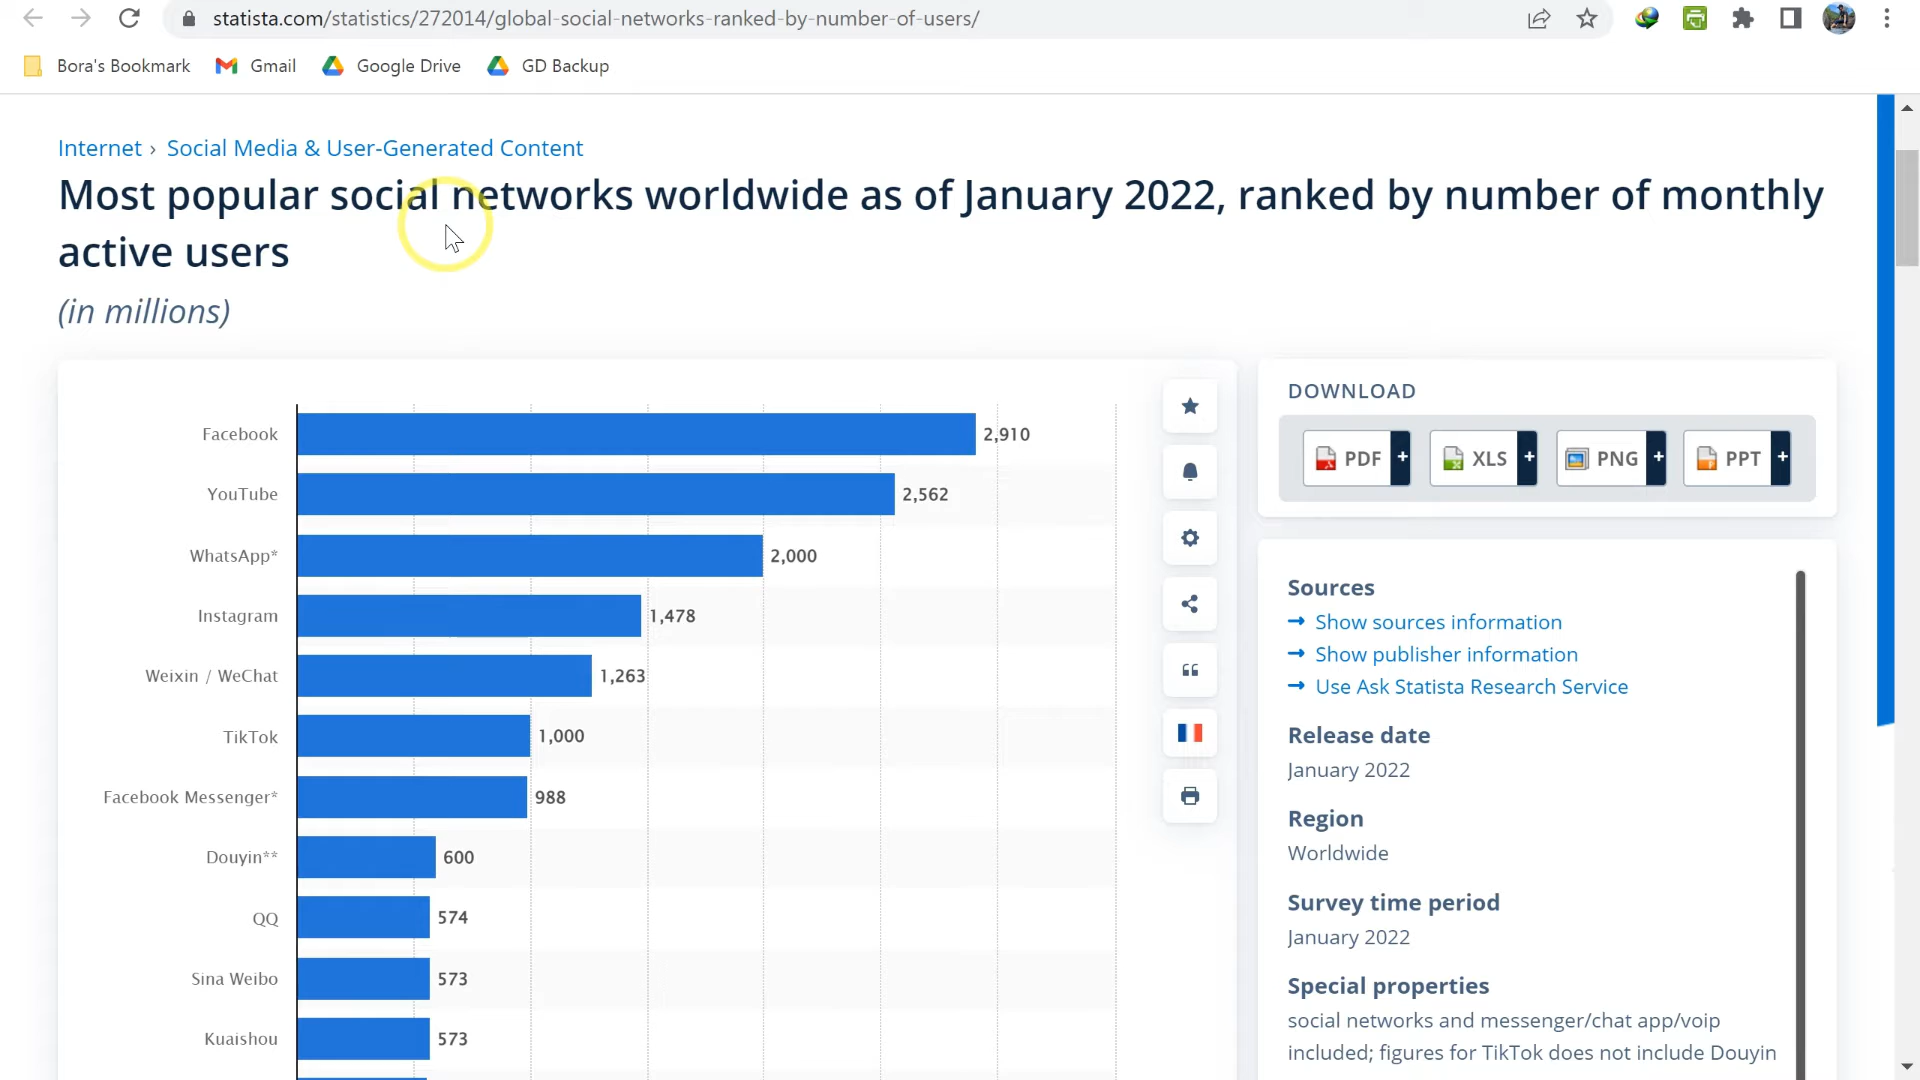 statista.com/statistics/272014/global-social-networks-ranked-by-number-of-users/
Bora's Bookmark Gmail Google Drive GD Backup
Internet › Social Media & User-Generated Content
Most popular social networks worldwide as of January 2022, ranked by number of monthly
active users
(in millions)
Facebook 2,910
YouTube 2,562
WhatsApp* 2,000
Instagram 1,478
Weixin / WeChat 1,263
TikTok 1,000
Facebook Messenger* 988
Douyin** 600
QQ 574
Sina Weibo 573
Kuaishou 573
DOWNLOAD
PDF + XLS + PNG + PPT +
Sources
→ Show sources information
→ Show publisher information
→ Use Ask Statista Research Service
Release date
January 2022
Region
Worldwide
Survey time period
January 2022
Special properties
social networks and messenger/chat app/voip
included; figures for TikTok does not include Douyin